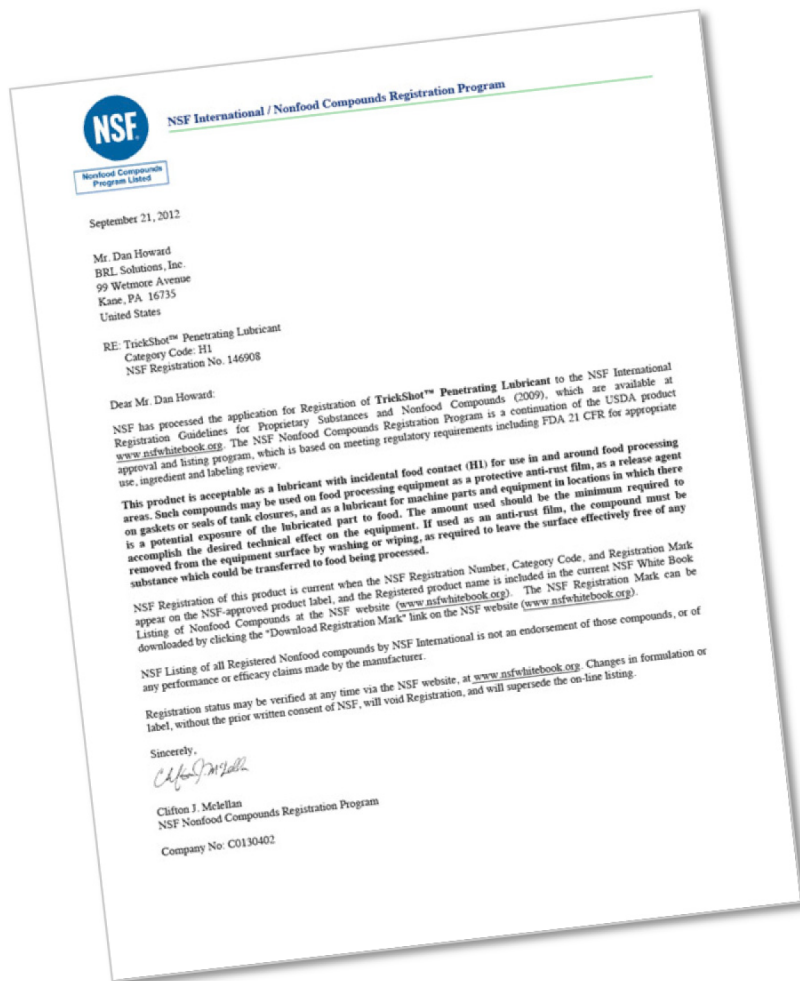 NSF
Nonfood Compounds
Program Listed
NSF International / Nonfood Compounds Registration Program
September 21, 2012
Mr. Dan Howard
BRL Solutions, Inc.
99 Wetmore Avenue
Kane, PA 16735
United States
RE: TrickShot™ Penetrating Lubricant
Category Code: H1
NSF Registration No. 146908
Dear Mr. Dan Howard:
NSF has processed the application for Registration of TrickShot™ Penetrating Lubricant to the NSF International
Registration Guidelines for Proprietary Substances and Nonfood Compounds (2009), which are available at
www.nsfwhitebook.org. The NSF Nonfood Compounds Registration Program is a continuation of the USDA product
approval and listing program, which is based on meeting regulatory requirements including FDA 21 CFR for appropriate
use, ingredient and labeling review.
This product is acceptable as a lubricant with incidental food contact (H1) for use in and around food processing
areas. Such compounds may be used on food processing equipment as a protective anti-rust film, as a release agent
on gaskets or seals of tank closures, and as a lubricant for machine parts and equipment in locations in which there
is a potential exposure of the lubricated part to food. The amount used should be the minimum required to
accomplish the desired technical effect on the equipment. If used as an anti-rust film, the compound must be
removed from the equipment surface by washing or wiping, as required to leave the surface effectively free of any
substance which could be transferred to food being processed.
NSF Registration of this product is current when the NSF Registration Number, Category Code, and Registration Mark
appear on the NSF-approved product label, and the Registered product name is included in the current NSF White Book
Listing of Nonfood Compounds at the NSF website (www.nsfwhitebook.org). The NSF Registration Mark can be
downloaded by clicking the "Download Registration Mark" link on the NSF website (www.nsfwhitebook.org).
NSF Listing of all Registered Nonfood compounds by NSF International is not an endorsement of those compounds, or of
any performance or efficacy claims made by the manufacturer.
Registration status may be verified at any time via the NSF website, at www.nsfwhitebook.org. Changes in formulation or
label, without the prior written consent of NSF, will void Registration, and will supersede the on-line listing.
Sincerely,
Clifton J. Mclellan
NSF Nonfood Compounds Registration Program
Company No: C0130402